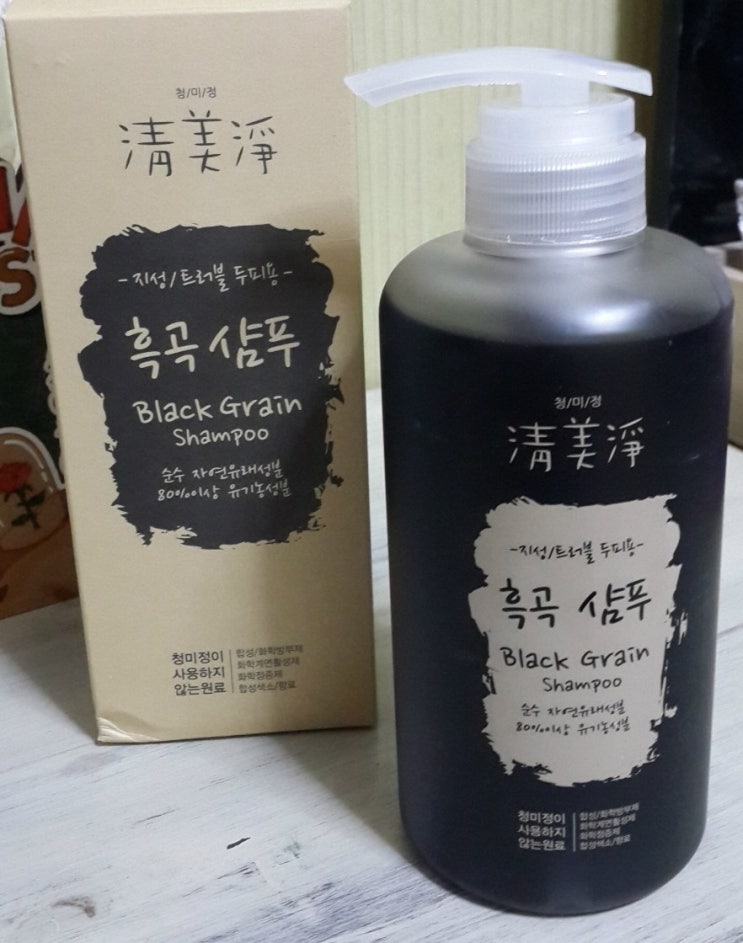 청/미/정
淸美淨
-지성/트러블 두피용-
흑곡 샴푸
Black Grain
Shampoo
순수 자연유래성분
80%이상 유기농성분
청미정이
사용하지
않는원료
합성/화학방부제
화학계면활성제
화학점증제
합성색소/향료
청/미/정
淸美淨
-지성/트러블 두피용-
흑곡 샴푸
Black Grain
Shampoo
순수 자연유래성분
80%이상 유기농성분
청미정이
사용하지
않는원료
합성/화학방부제
화학계면활성제
화학점증제
합성색소/향료